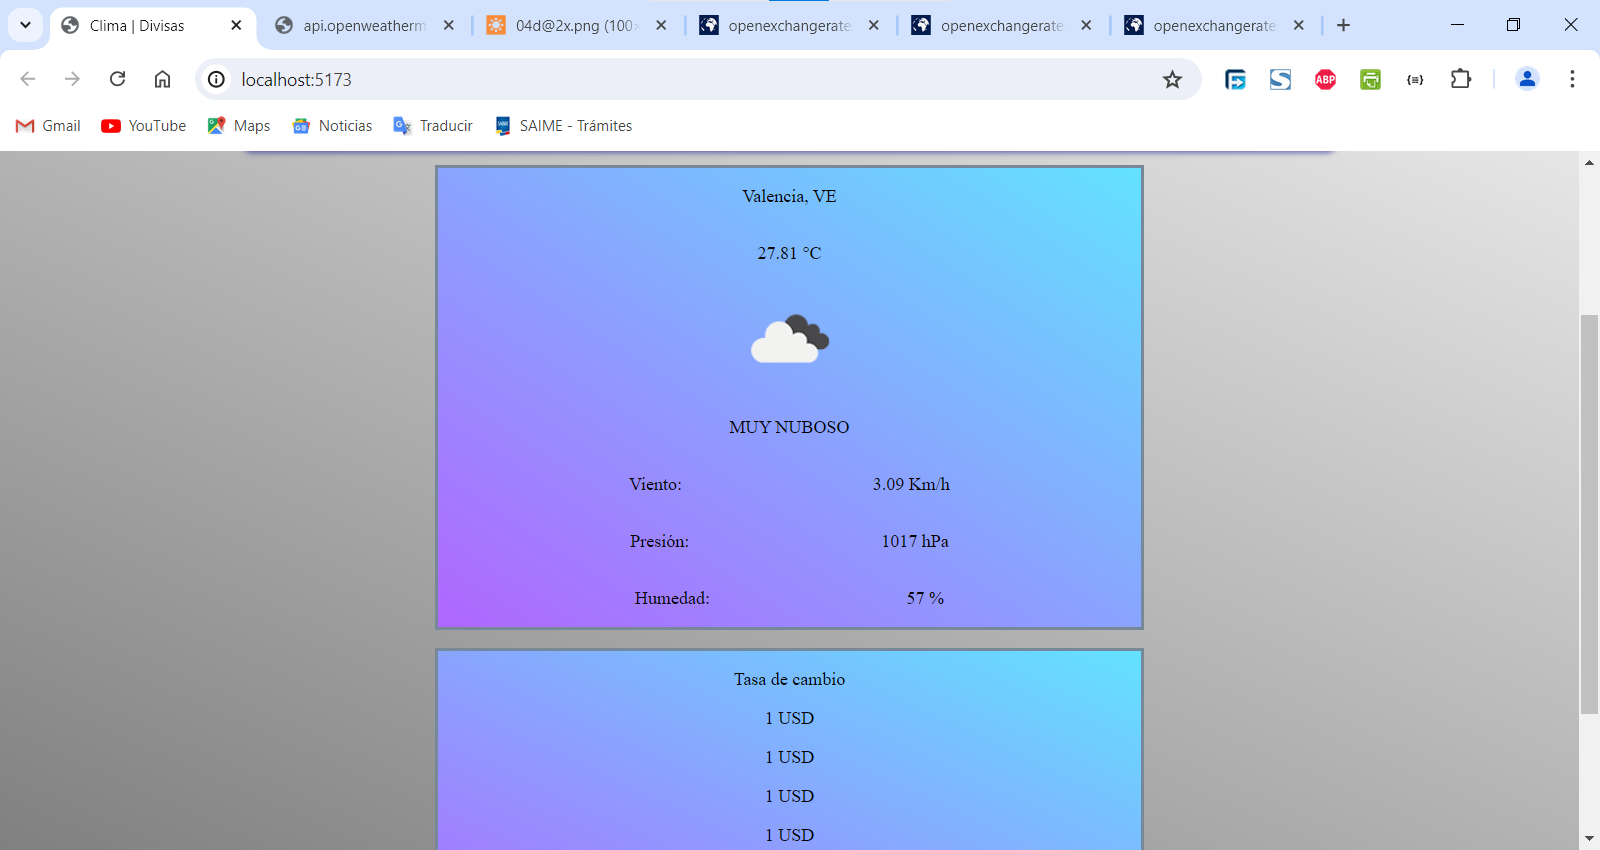 Clima | Divisas
api.openweatherm
04d@2x.png (100×
openexchangerate
openexchangerate
openexchangerate
localhost:5173
ABP
Gmail
YouTube
Maps
Noticias
Traducir
SAIME - Trámites
Valencia, VE
27.81 °C
MUY NUBOSO
Viento: 3.09 Km/h
Presión: 1017 hPa
Humedad: 57 %
Tasa de cambio
1 USD
1 USD
1 USD
1 USD